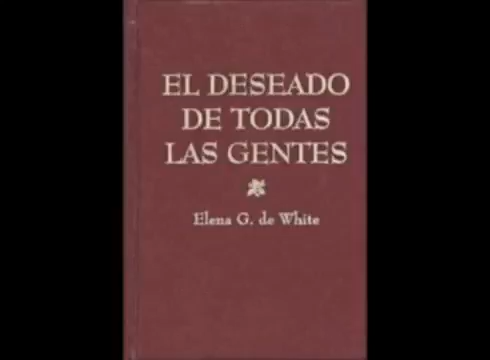 EL DESEADO
DE TODAS
LAS GENTES
Elena G. de White